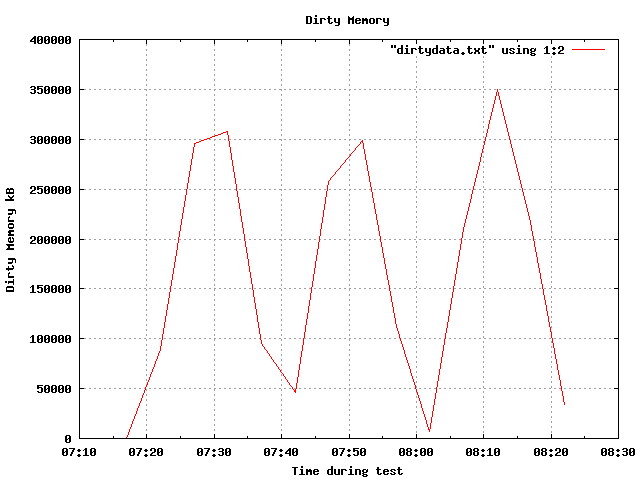 Dirty Memory
"dirtydata.txt" using 1:2
400000
350000
300000
250000
200000
150000
100000
50000
0
Dirty Memory kB
07:10 07:20 07:30 07:40 07:50 08:00 08:10 08:20 08:30
Time during test